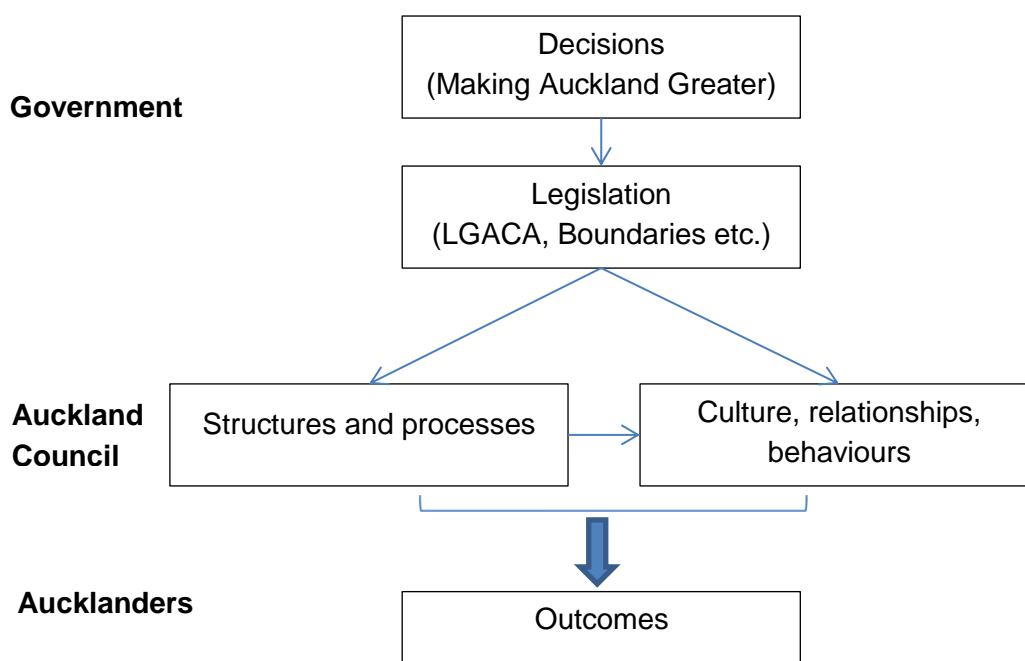 Decisions
(Making Auckland Greater)
Government
Legislation
(LGACA, Boundaries etc.)
Auckland
Council
Structures and processes
Culture, relationships,
behaviours
Aucklanders
Outcomes